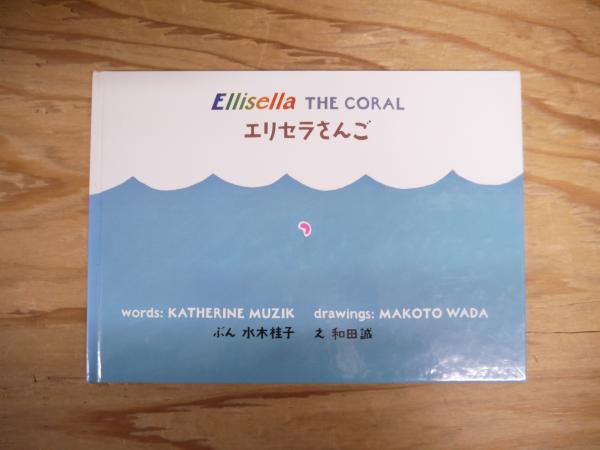 Ellisella THE CORAL
エリセラさんご
words: KATHERINE MUZIK drawings: MAKOTO WADA
ぶん 水木桂子 え 和田誠